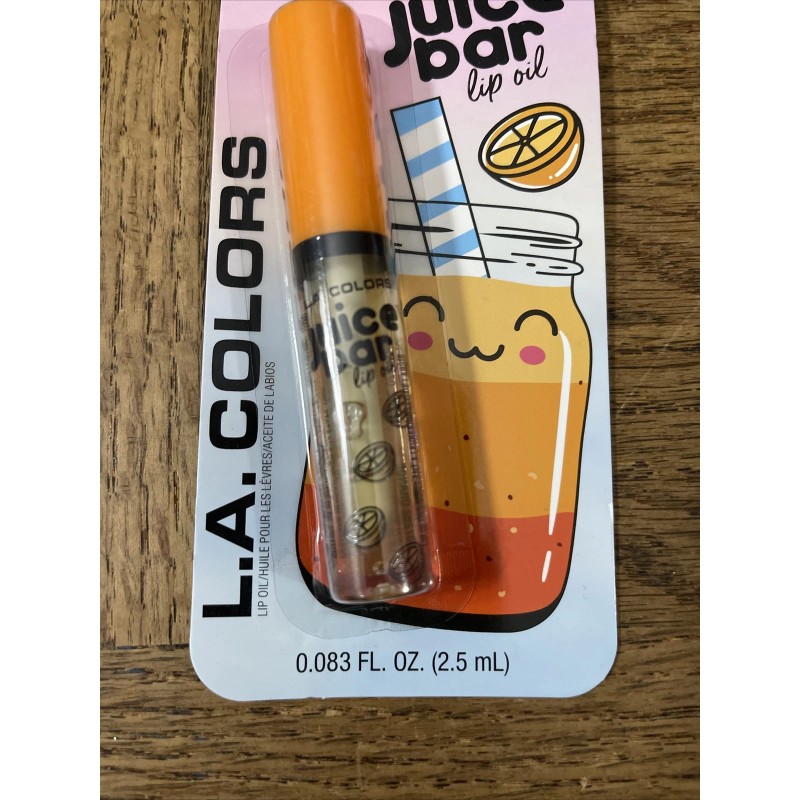 juice
bar
lip oil
L.A. COLORS
LIP OIL/HUILE POUR LES LÈVRES/ACEITE DE LABIOS
L.A. COLORS
juice
bar
lip oil
0.083 FL. OZ. (2.5 mL)